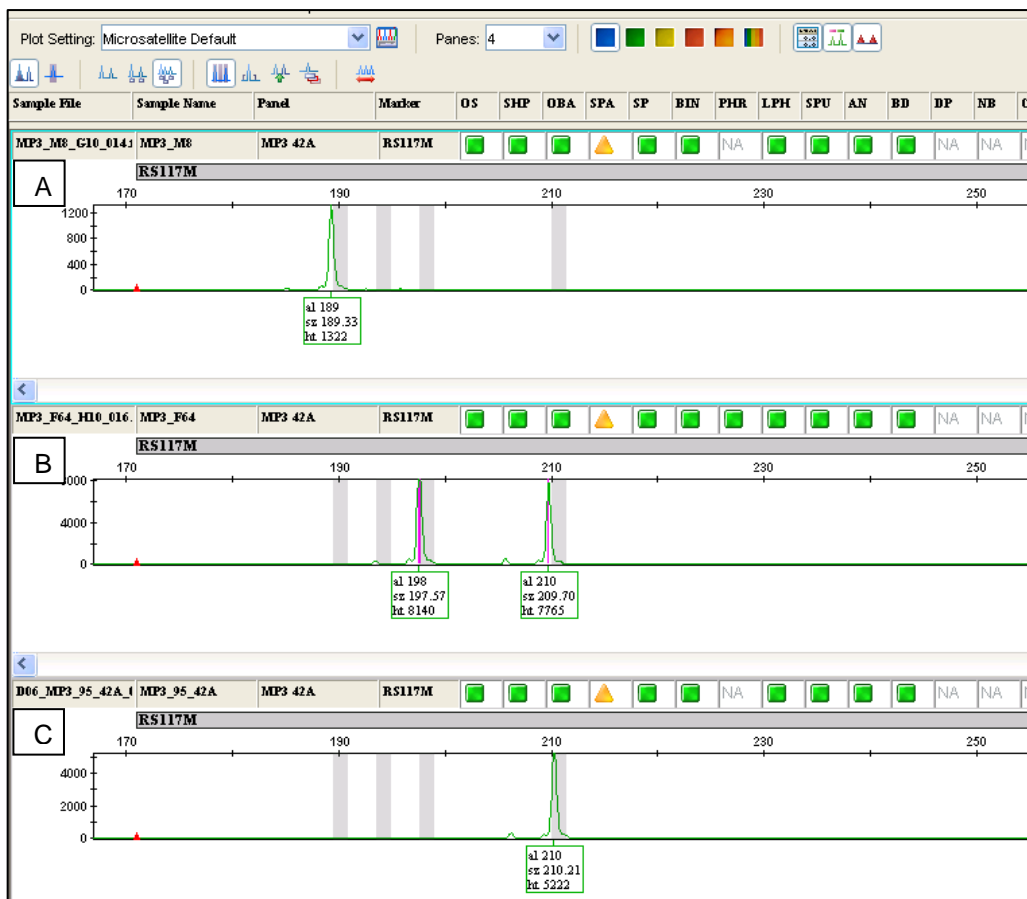 Plot Setting: Microsatellite Default Panes: 4
Sample File Sample Name Panel Marker OS SHP OBA SPA SP BIN PHR LPH SPU AN BD DP NB
MP3_M8_G10_014 MP3_M8 MP3 42A RS117M NA NA NA
A
RS117M
170 190 210 230 250
1200
800
400
0
al 189
sz 189.33
ht 1322
MP3_F64_H10_016. MP3_F64 MP3 42A RS117M NA NA
B
RS117M
170 190 210 230 250
8000
4000
0
al 198
sz 197.57
ht 8140
al 210
sz 209.70
ht 7765
D06_MP3_95_42A_ MP3_95_42A MP3 42A RS117M NA NA NA
C
RS117M
170 190 210 230 250
4000
2000
0
al 210
sz 210.21
ht 5222